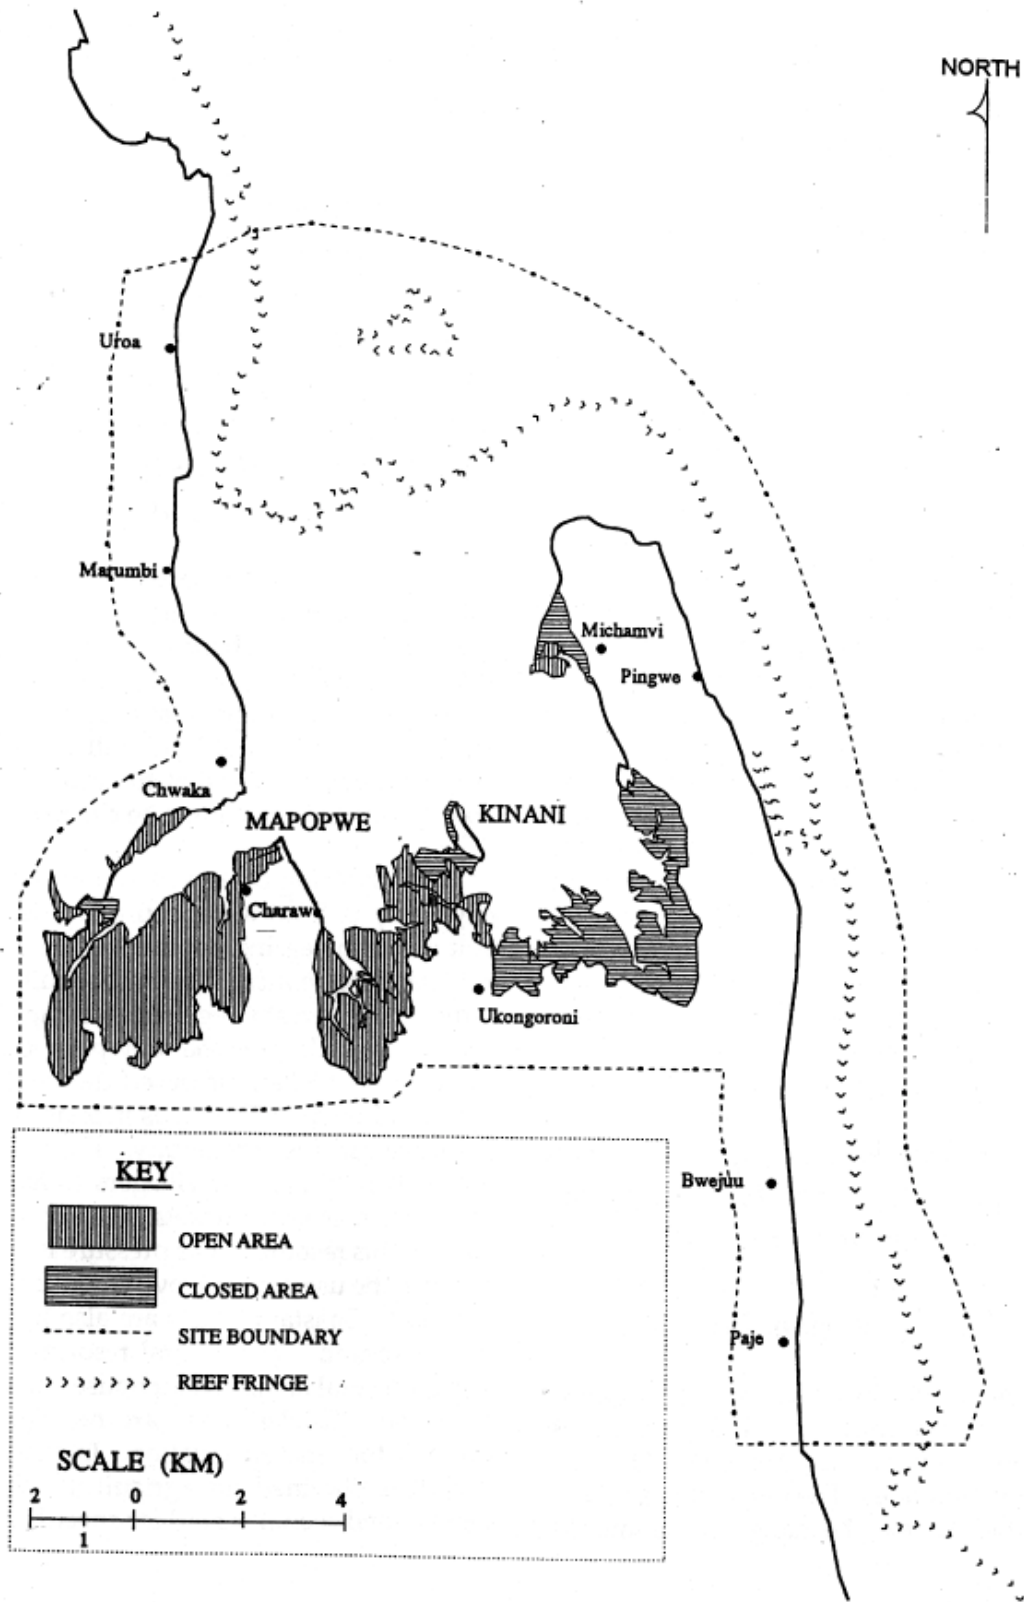 NORTH
Uroa
Marumbi
Michamvi
Pingwe
Chwaka
MAPOPWE
KINANI
Charawe
Ukongoroni
Bwejuu
Paje
KEY
OPEN AREA
CLOSED AREA
SITE BOUNDARY
REEF FRINGE
SCALE (KM)
2 0 2 4
1